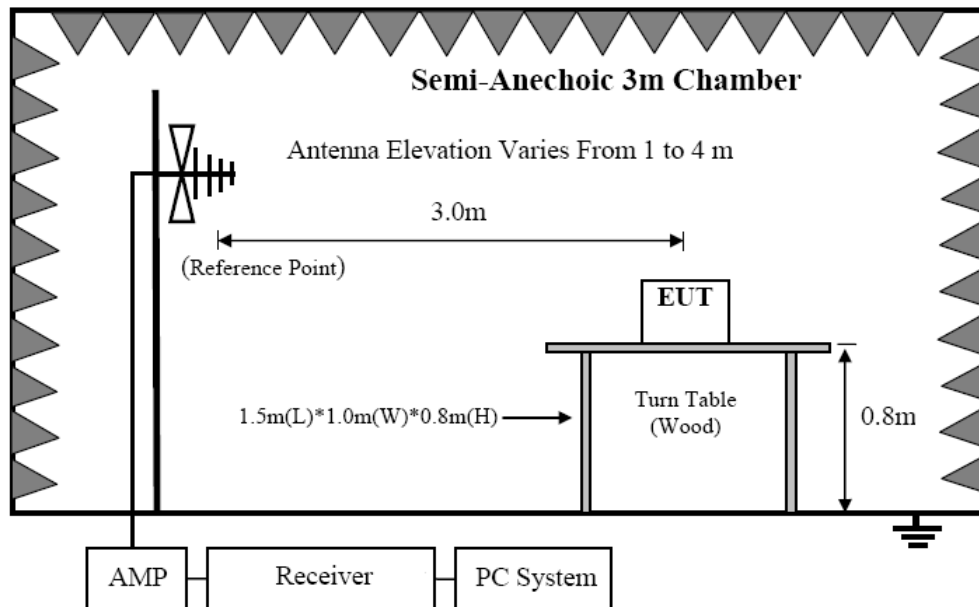 Semi-Anechoic 3m Chamber
Antenna Elevation Varies From 1 to 4 m
3.0m
(Reference Point)
EUT
1.5m(L)*1.0m(W)*0.8m(H)
Turn Table
(Wood)
0.8m
AMP
Receiver
PC System